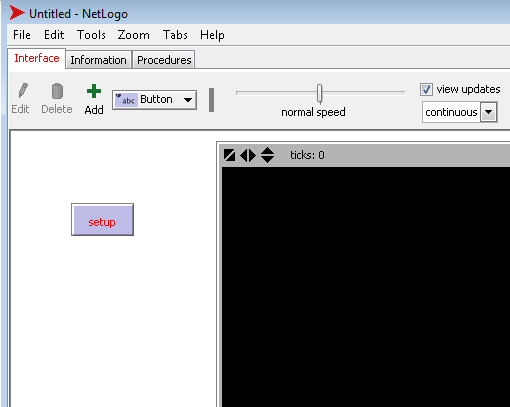 Untitled - NetLogo
File Edit Tools Zoom Tabs Help
Interface Information Procedures
Edit Delete Add abc Button normal speed view updates
continuous
ticks: 0
setup